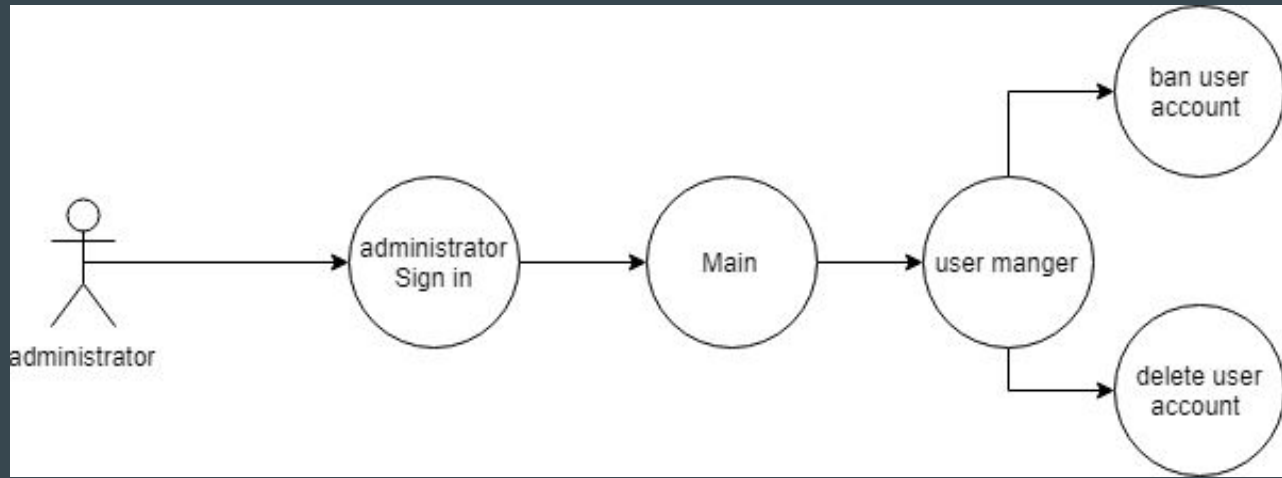 administrator
administrator
Sign in
Main
user manger
ban user
account
delete user
account